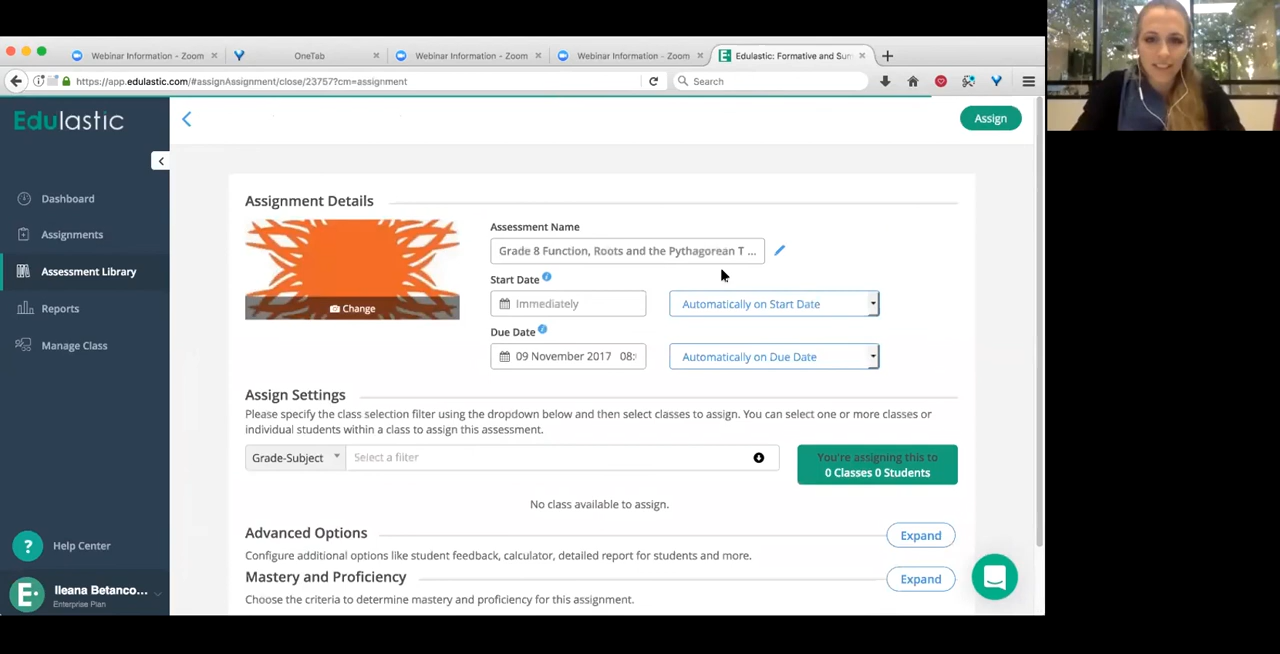 Webinar Information - Zoom
OneTab
Webinar Information - Zoom
Webinar Information - Zoom
Edulastic: Formative and Sum
https://app.edulastic.com/#assignAssignment/close/23757?cm=assignment
Search
Edulastic
Assign
Dashboard
Assignments
Assessment Library
Reports
Manage Class
Help Center
Ileana Betanco...
Enterprise Plan
Assignment Details
Change
Assessment Name
Grade 8 Function, Roots and the Pythagorean T ...
Start Date
Immediately
Automatically on Start Date
Due Date
09 November 2017 08:
Automatically on Due Date
Assign Settings
Please specify the class selection filter using the dropdown below and then select classes to assign. You can select one or more classes or
individual students within a class to assign this assessment.
Grade-Subject
Select a filter
You're assigning this to
0 Classes 0 Students
No class available to assign.
Advanced Options
Expand
Configure additional options like student feedback, calculator, detailed report for students and more.
Mastery and Proficiency
Expand
Choose the criteria to determine mastery and proficiency for this assignment.